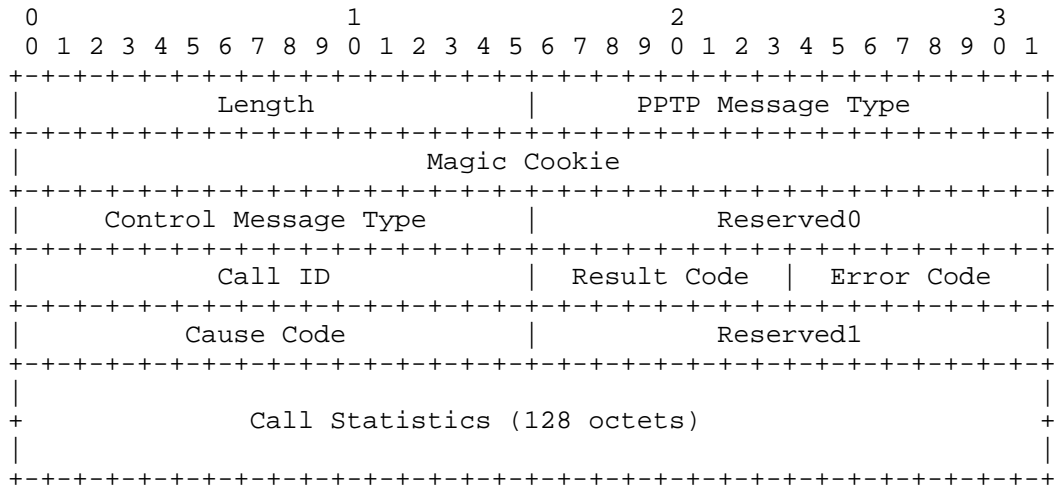 0                   1                   2                   3
 0 1 2 3 4 5 6 7 8 9 0 1 2 3 4 5 6 7 8 9 0 1 2 3 4 5 6 7 8 9 0 1
+-+-+-+-+-+-+-+-+-+-+-+-+-+-+-+-+-+-+-+-+-+-+-+-+-+-+-+-+-+-+-+-+
|            Length             |      PPTP Message Type        |
+-+-+-+-+-+-+-+-+-+-+-+-+-+-+-+-+-+-+-+-+-+-+-+-+-+-+-+-+-+-+-+-+
|                         Magic Cookie                          |
+-+-+-+-+-+-+-+-+-+-+-+-+-+-+-+-+-+-+-+-+-+-+-+-+-+-+-+-+-+-+-+-+
|     Control Message Type      |           Reserved0           |
+-+-+-+-+-+-+-+-+-+-+-+-+-+-+-+-+-+-+-+-+-+-+-+-+-+-+-+-+-+-+-+-+
|            Call ID            |  Result Code  |  Error Code   |
+-+-+-+-+-+-+-+-+-+-+-+-+-+-+-+-+-+-+-+-+-+-+-+-+-+-+-+-+-+-+-+-+
|          Cause Code           |           Reserved1           |
+-+-+-+-+-+-+-+-+-+-+-+-+-+-+-+-+-+-+-+-+-+-+-+-+-+-+-+-+-+-+-+-+
|                                                               |
+              Call Statistics (128 octets)                     +
|                                                               |
+-+-+-+-+-+-+-+-+-+-+-+-+-+-+-+-+-+-+-+-+-+-+-+-+-+-+-+-+-+-+-+-+